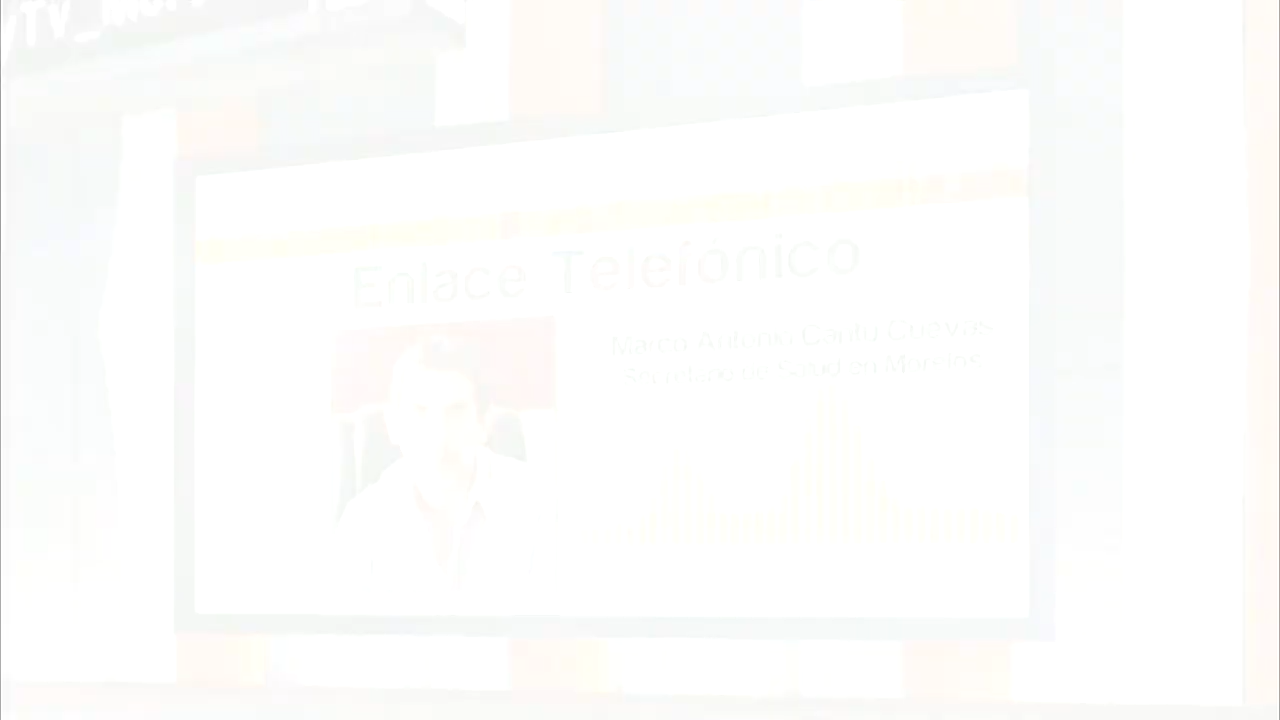 Enlace Telefónico
Marco Antonio Cantú Cuevas
Secretario de Salud en Morelos